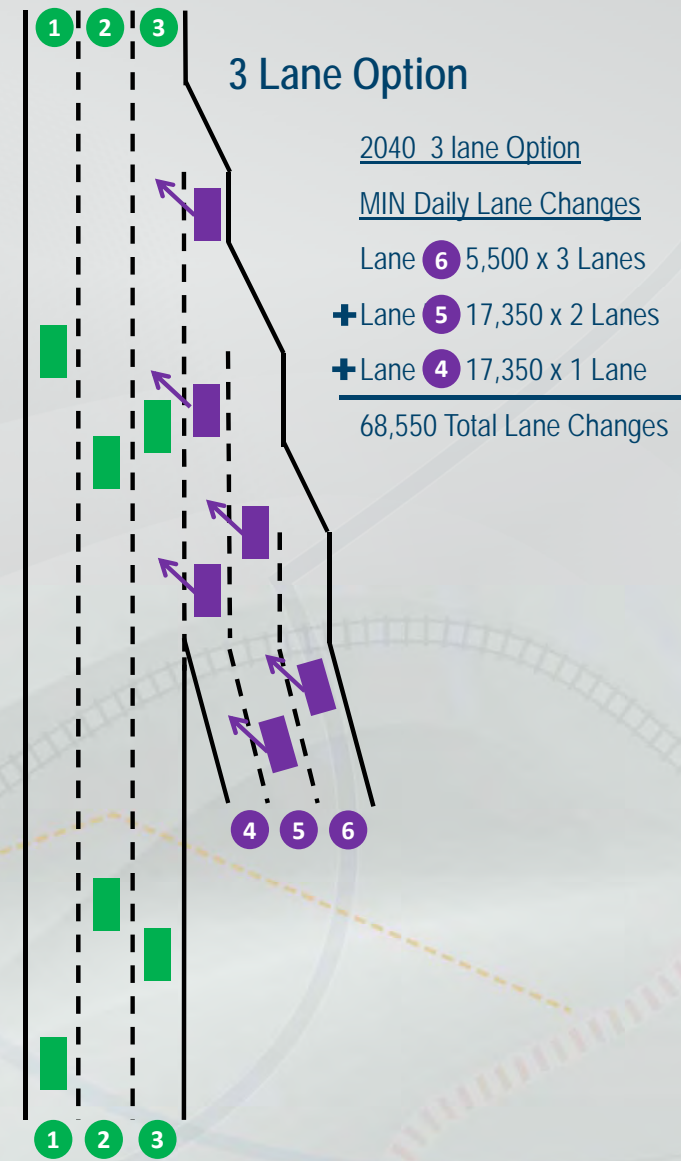 1 2 3
3 Lane Option
2040 3 lane Option
MIN Daily Lane Changes
Lane 6 5,500 x 3 Lanes
+Lane 5 17,350 x 2 Lanes
+Lane 4 17,350 x 1 Lane
68,550 Total Lane Changes
4 5 6
1 2 3